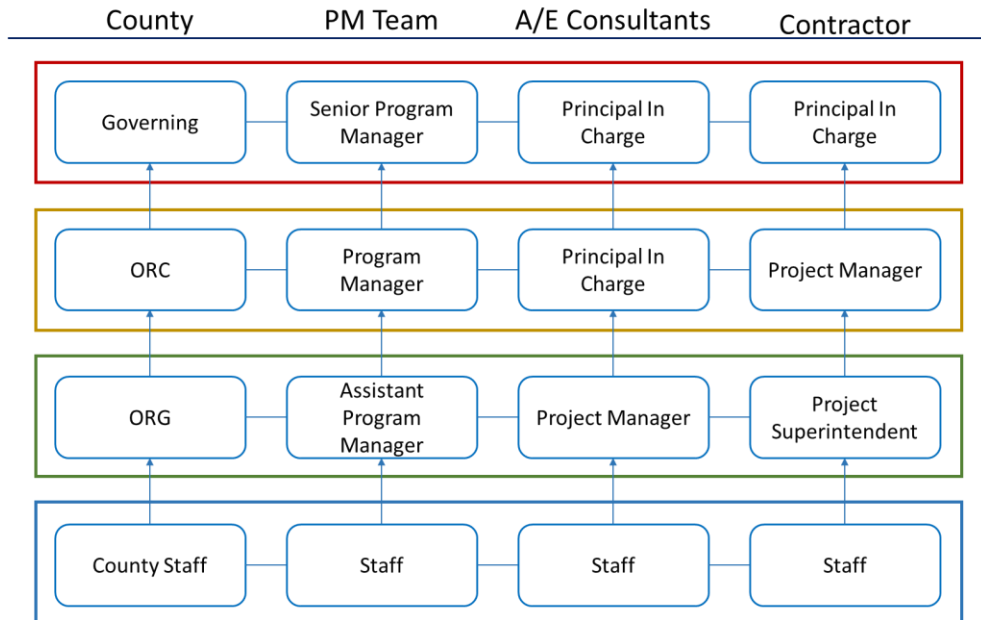 County
PM Team
A/E Consultants
Contractor
Governing
Senior Program
Manager
Principal In
Charge
Principal In
Charge
ORC
Program
Manager
Principal In
Charge
Project Manager
ORG
Assistant
Program
Manager
Project Manager
Project
Superintendent
County Staff
Staff
Staff
Staff